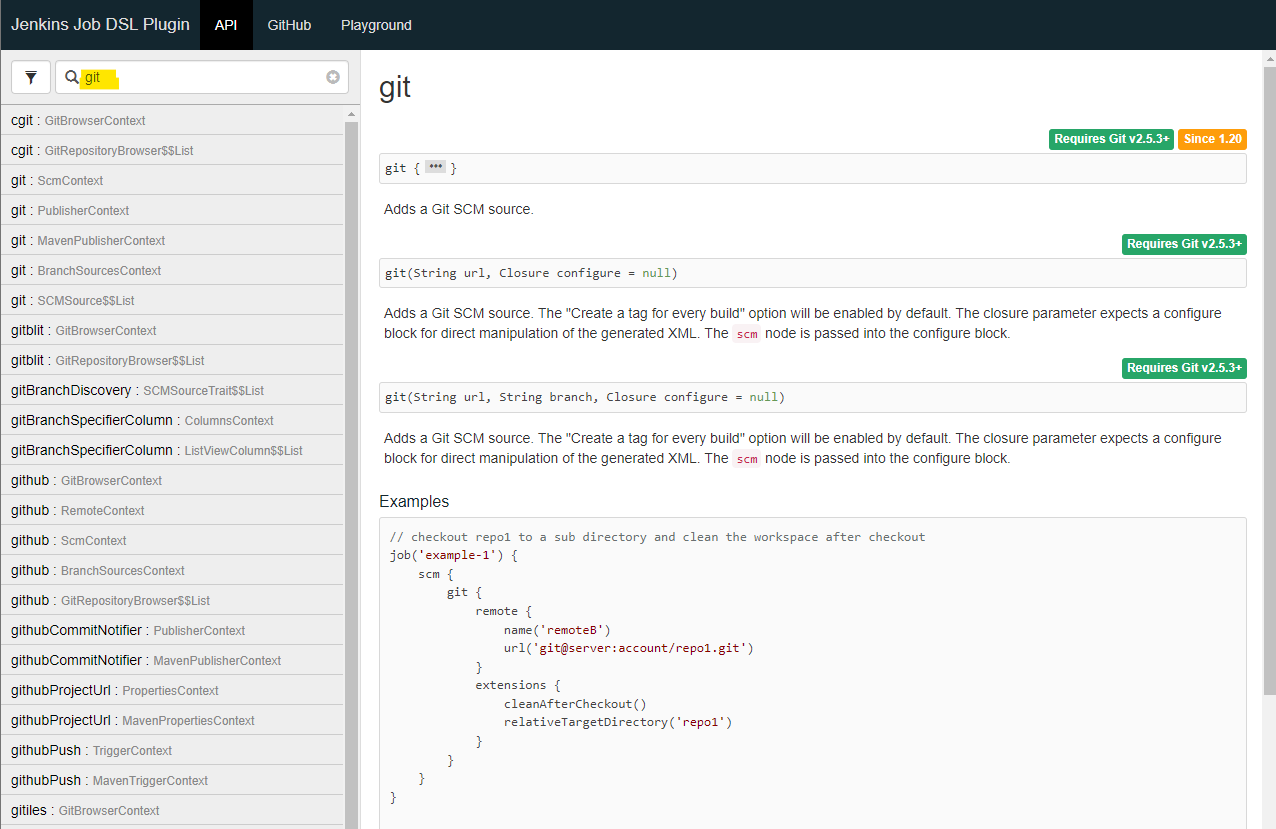 Jenkins Job DSL Plugin API GitHub Playground
git
cgit : GitBrowserContext
cgit : GitRepositoryBrowser$$List
git : ScmContext
git : PublisherContext
git : MavenPublisherContext
git : BranchSourcesContext
git : SCMSource$$List
gitblit : GitBrowserContext
gitblit : GitRepositoryBrowser$$List
gitBranchDiscovery : SCMSourceTrait$$List
gitBranchSpecifierColumn : ColumnsContext
gitBranchSpecifierColumn : ListViewColumn$$List
github : GitBrowserContext
github : RemoteContext
github : ScmContext
github : BranchSourcesContext
github : GitRepositoryBrowser$$List
githubCommitNotifier : PublisherContext
githubCommitNotifier : MavenPublisherContext
githubProjectUrl : PropertiesContext
githubProjectUrl : MavenPropertiesContext
githubPush : TriggerContext
githubPush : MavenTriggerContext
gitiles : GitBrowserContext
git
Requires Git v2.5.3+ Since 1.20
git { ••• }
Adds a Git SCM source.
Requires Git v2.5.3+
git(String url, Closure configure = null)
Adds a Git SCM source. The "Create a tag for every build" option will be enabled by default. The closure parameter expects a configure
block for direct manipulation of the generated XML. The scm node is passed into the configure block.
Requires Git v2.5.3+
git(String url, String branch, Closure configure = null)
Adds a Git SCM source. The "Create a tag for every build" option will be enabled by default. The closure parameter expects a configure
block for direct manipulation of the generated XML. The scm node is passed into the configure block.
Examples
// checkout repo1 to a sub directory and clean the workspace after checkout
job('example-1') {
    scm {
        git {
            remote {
                name('remoteB')
                url('git@server:account/repo1.git')
            }
            extensions {
                cleanAfterCheckout()
                relativeTargetDirectory('repo1')
            }
        }
    }
}